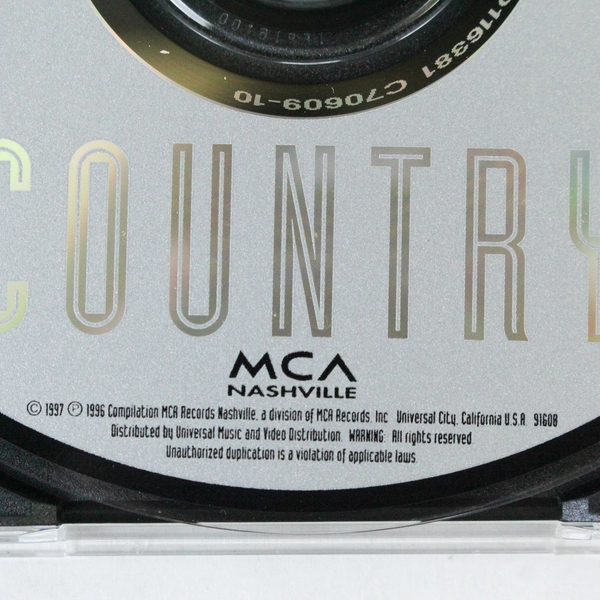 P116381 C70609-10
COUNTRY
MCA
NASHVILLE
© 1997 ℗ 1996 Compilation MCA Records Nashville, a division of MCA Records, Inc Universal City, California U.S.A. 91608
Distributed by Universal Music and Video Distribution. WARNING: All rights reserved.
Unauthorized duplication is a violation of applicable laws.